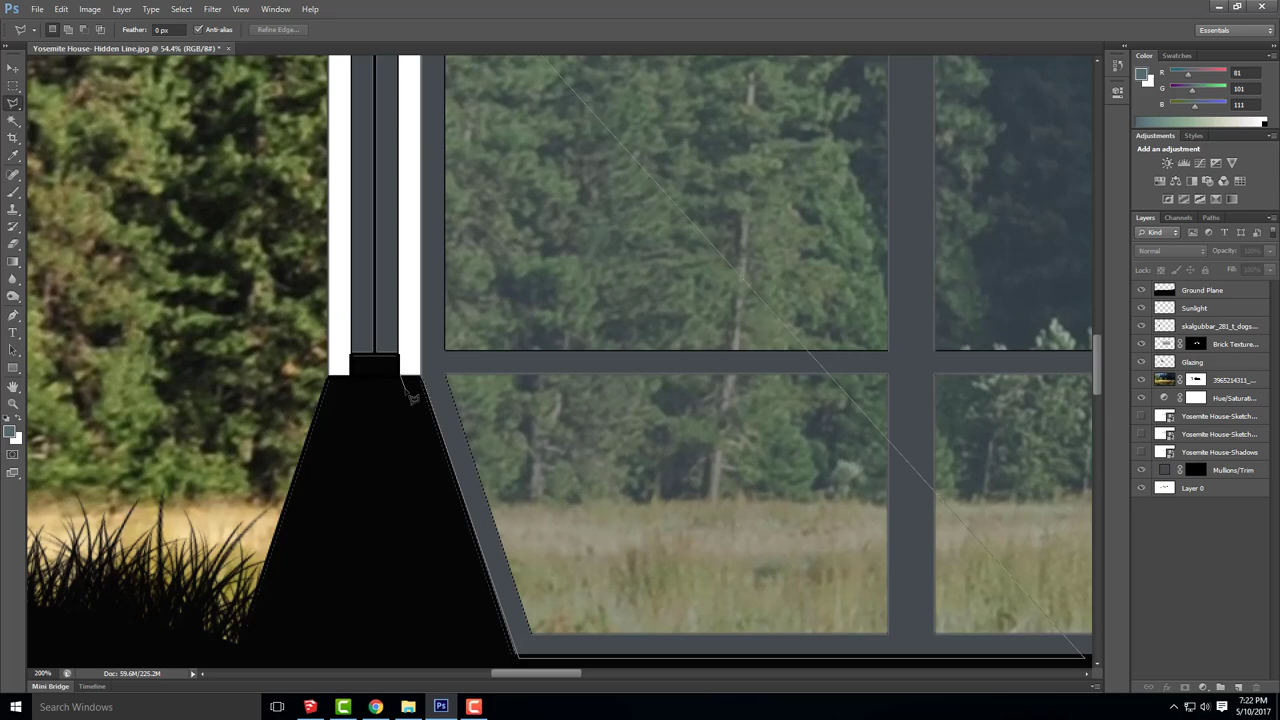 Ps File Edit Image Layer Type Select Filter View Window Help
Feather: 0 px Anti-alias Refine Edge... Essentials
Yosemite House- Hidden Line.jpg @ 54.4% (RGB/8#) * ×
Color Swatches
R 81
G 101
B 111
Adjustments Styles
Add an adjustment
Layers Channels Paths
Kind
Normal Opacity: 100%
Lock: Fill: 100%
Ground Plane
Sunlight
skalgubbar_281_t_dogs...
Brick Texture...
Glazing
3965214311_...
Hue/Saturati...
Yosemite House-Sketch...
Yosemite House-Sketch...
Yosemite House-Shadows
Mullions/Trim
Layer 0
200% Doc: 59.6M/225.2M
Mini Bridge Timeline
Search Windows
7:22 PM
5/10/2017